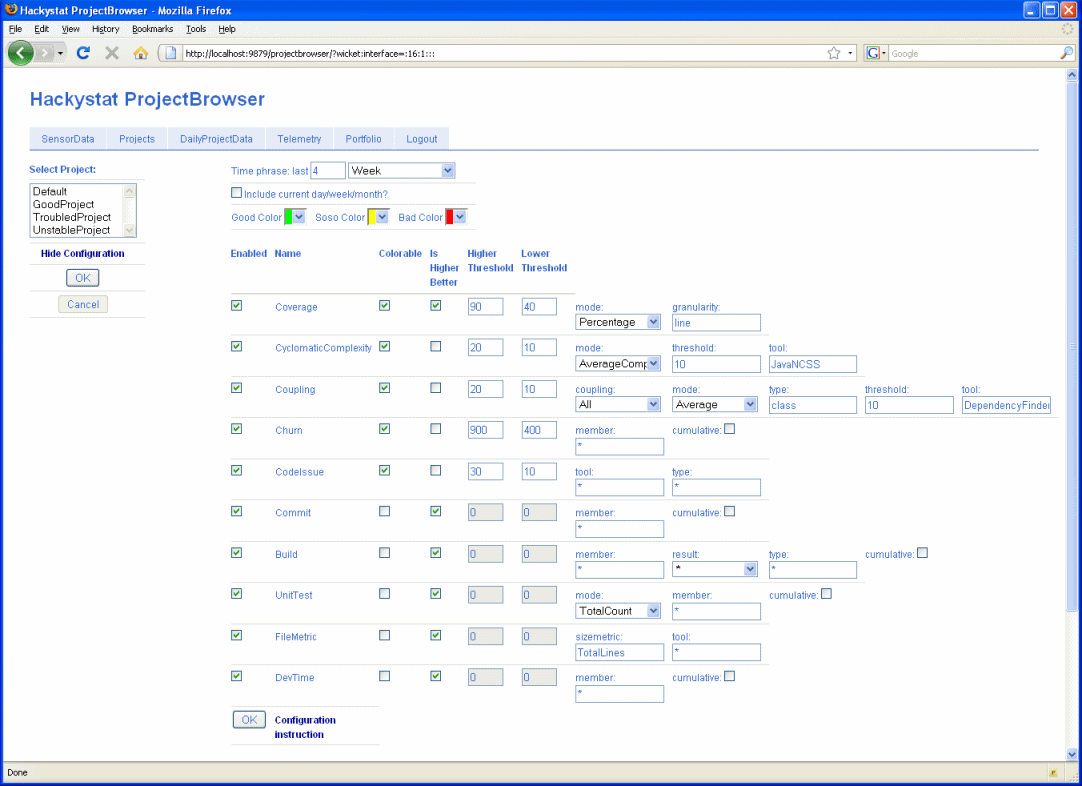 Hackystat ProjectBrowser - Mozilla Firefox
File Edit View History Bookmarks Tools Help
http://localhost:9879/projectbrowser/?wicket:interface=:16:1:::
G Google
Hackystat ProjectBrowser
SensorData Projects DailyProjectData Telemetry Portfolio Logout
Select Project:
Default
GoodProject
TroubledProject
UnstableProject
Hide Configuration
OK
Cancel
Time phrase: last 4 Week
Include current day/week/month?
Good Color Soso Color Bad Color
Enabled Name Colorable Is Higher Better Higher Threshold Lower Threshold
Coverage 90 40 mode: Percentage granularity: line
CyclomaticComplexity 20 10 mode: AverageComp threshold: 10 tool: JavaNCSS
Coupling 20 10 coupling: All mode: Average type: class threshold: 10 tool: DependencyFinder
Churn 900 400 member: * cumulative:
CodeIssue 30 10 tool: * type: *
Commit 0 0 member: * cumulative:
Build 0 0 member: * result: * type: * cumulative:
UnitTest 0 0 mode: TotalCount member: * cumulative:
FileMetric 0 0 sizemetric: TotalLines tool: *
DevTime 0 0 member: * cumulative:
OK Configuration
instruction
Done